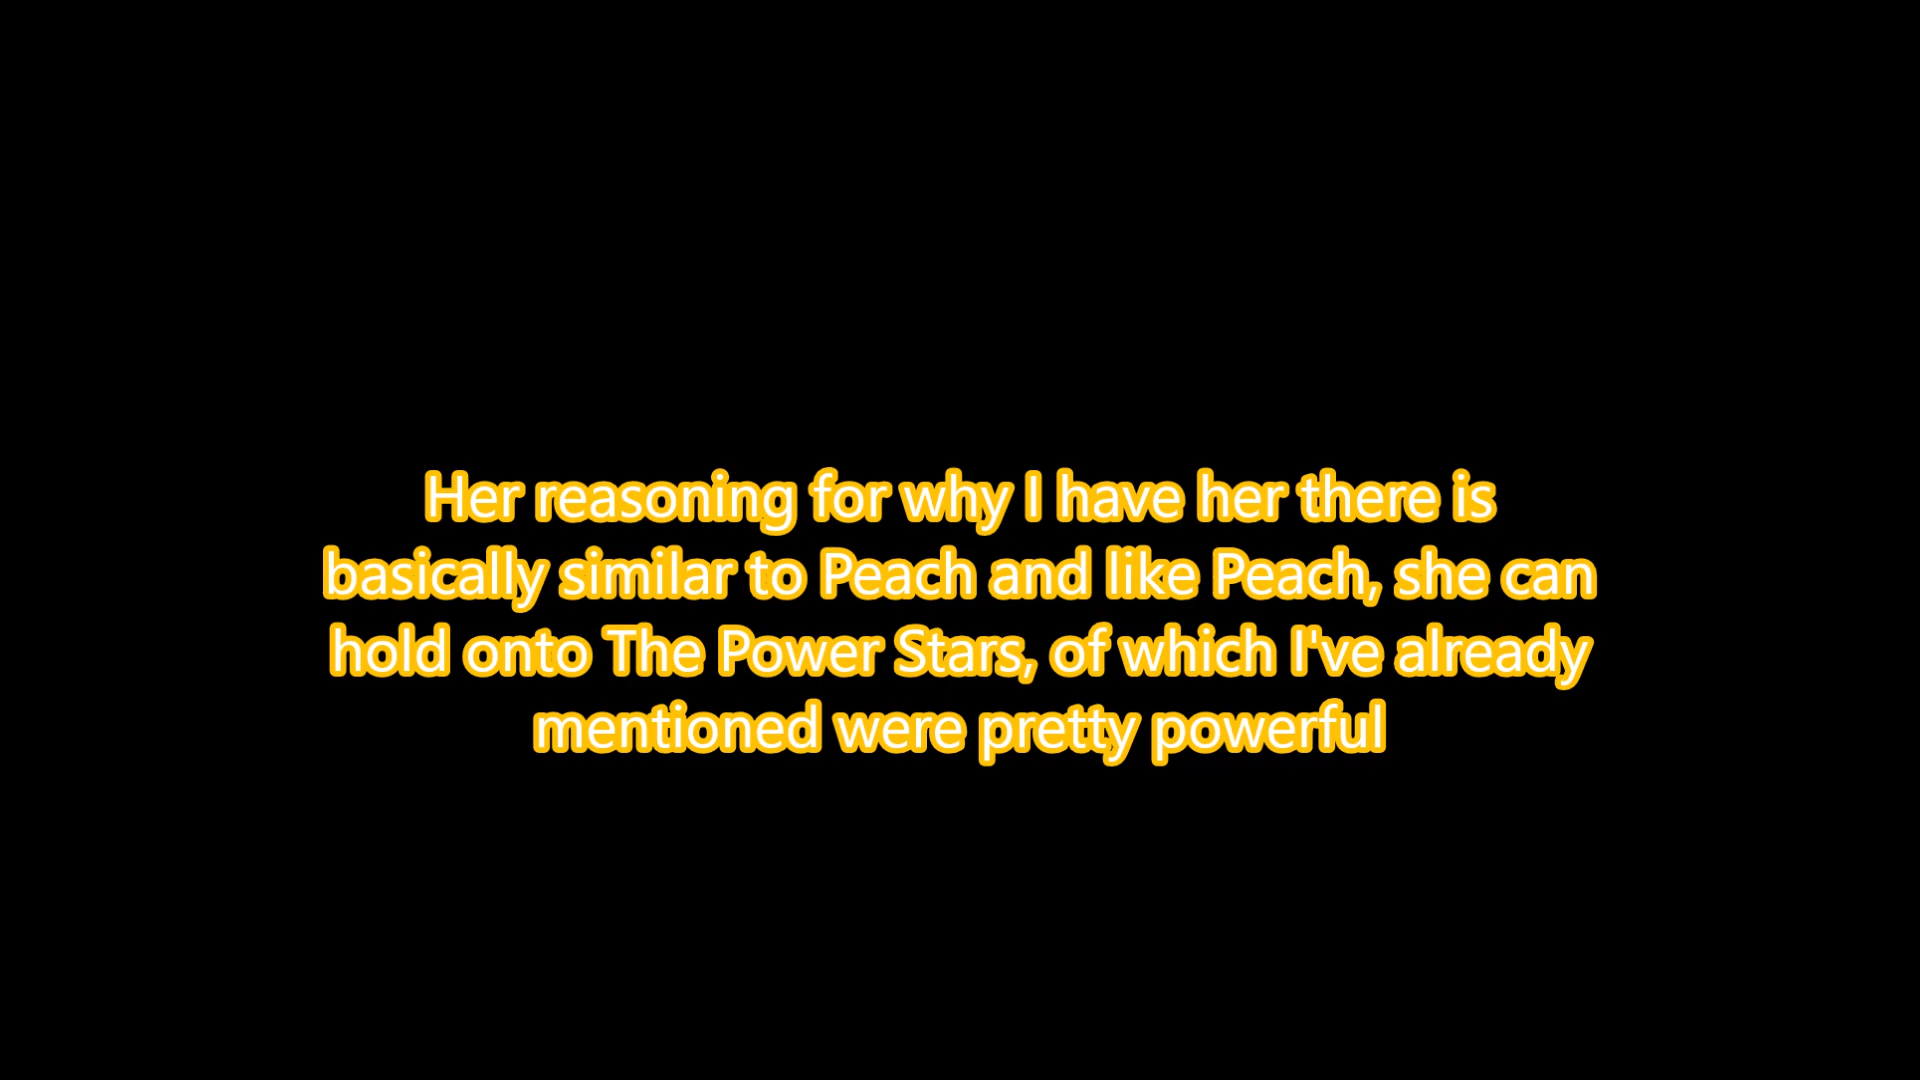 Her reasoning for why I have her there is
basically similar to Peach and like Peach, she can
hold onto The Power Stars, of which I've already
mentioned were pretty powerful